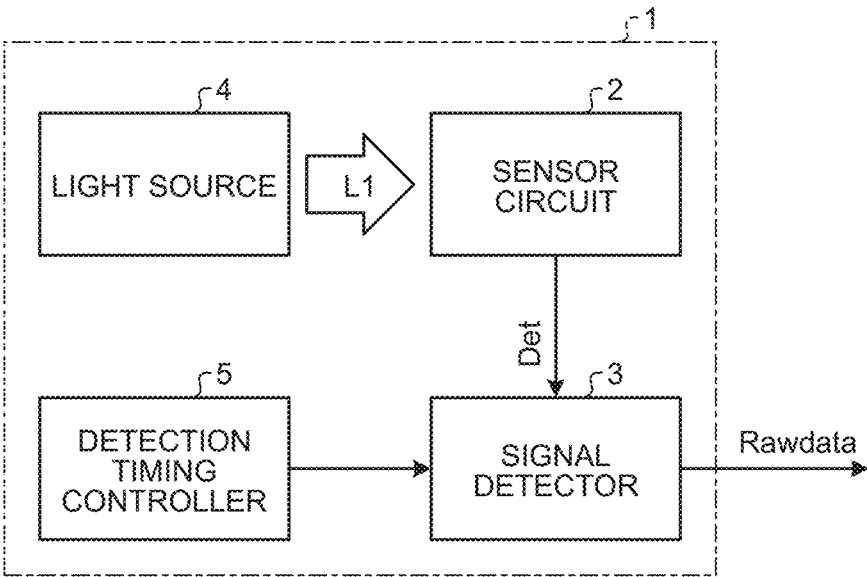 1
4
2
LIGHT SOURCE
L1
SENSOR
CIRCUIT
Det
5
3
DETECTION
TIMING
CONTROLLER
SIGNAL
DETECTOR
Rawdata